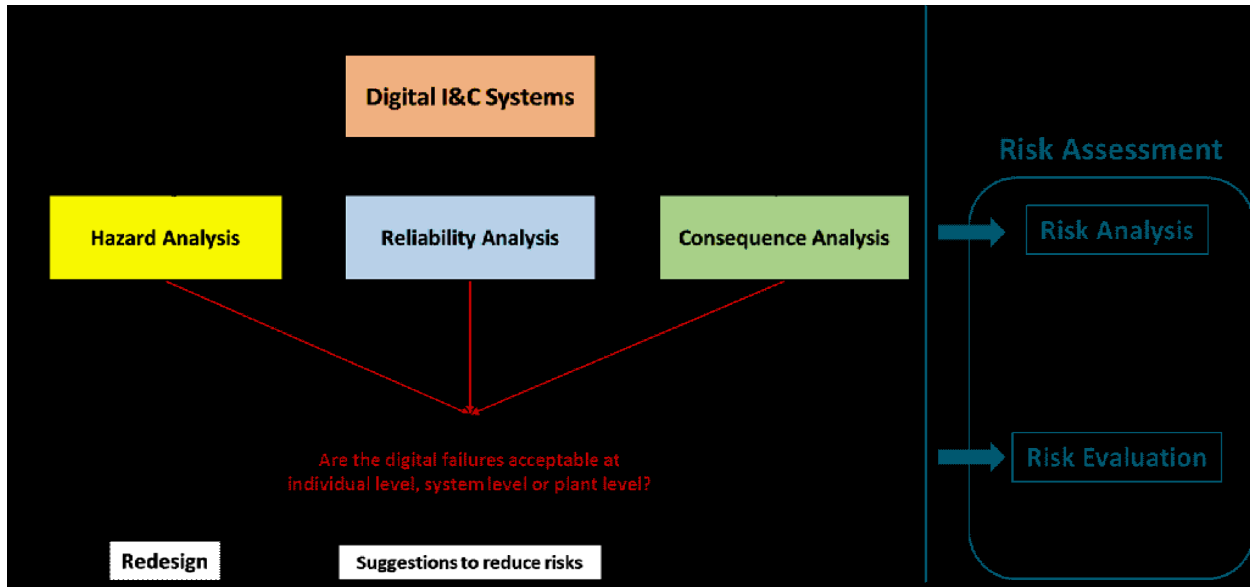 Digital I&C Systems
Risk Assessment
Hazard Analysis
Reliability Analysis
Consequence Analysis
Risk Analysis
Are the digital failures acceptable at
individual level, system level or plant level?
Risk Evaluation
Redesign
Suggestions to reduce risks